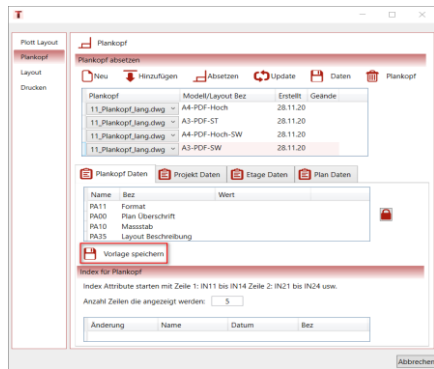 Plott Layout
Plankopf
Layout
Drucken
Plankopf
Plankopf absetzen
Neu Hinzufügen Absetzen Update Daten Plankopf
Plankopf Modell/Layout Bez Erstellt Geände
11_Plankopf_lang.dwg A4-PDF-Hoch 28.11.20
11_Plankopf_lang.dwg A3-PDF-ST 28.11.20
11_Plankopf_lang.dwg A4-PDF-Hoch-SW 28.11.20
11_Plankopf_lang.dwg A3-PDF-SW 28.11.20
Plankopf Daten Projekt Daten Etage Daten Plan Daten
Name Bez Wert
PA11 Format
PA00 Plan Überschrift
PA10 Massstab
PA35 Layout Beschreibung
Vorlage speichern
Index für Plankopf
Index Attribute starten mit Zeile 1: IN11 bis IN14 Zeile 2: IN21 bis IN24 usw.
Anzahl Zeilen die angezeigt werden: 5
Änderung Name Datum Bez
Abbrechen